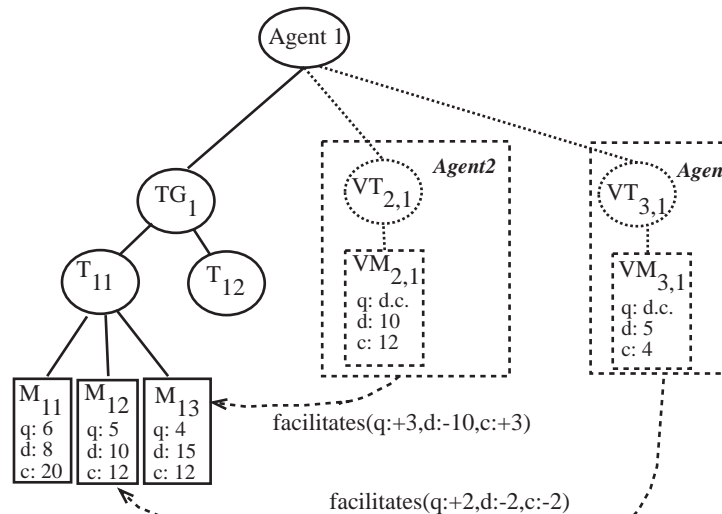 Agent 1
Agent2
Agen
TG1
VT2,1
VT3,1
T11
T12
VM2,1
q: d.c.
d: 10
c: 12
VM3,1
q: d.c.
d: 5
c: 4
M11
q: 6
d: 8
c: 20
M12
q: 5
d: 10
c: 12
M13
q: 4
d: 15
c: 12
facilitates(q:+3,d:-10,c:+3)
facilitates(q:+2,d:-2,c:-2)